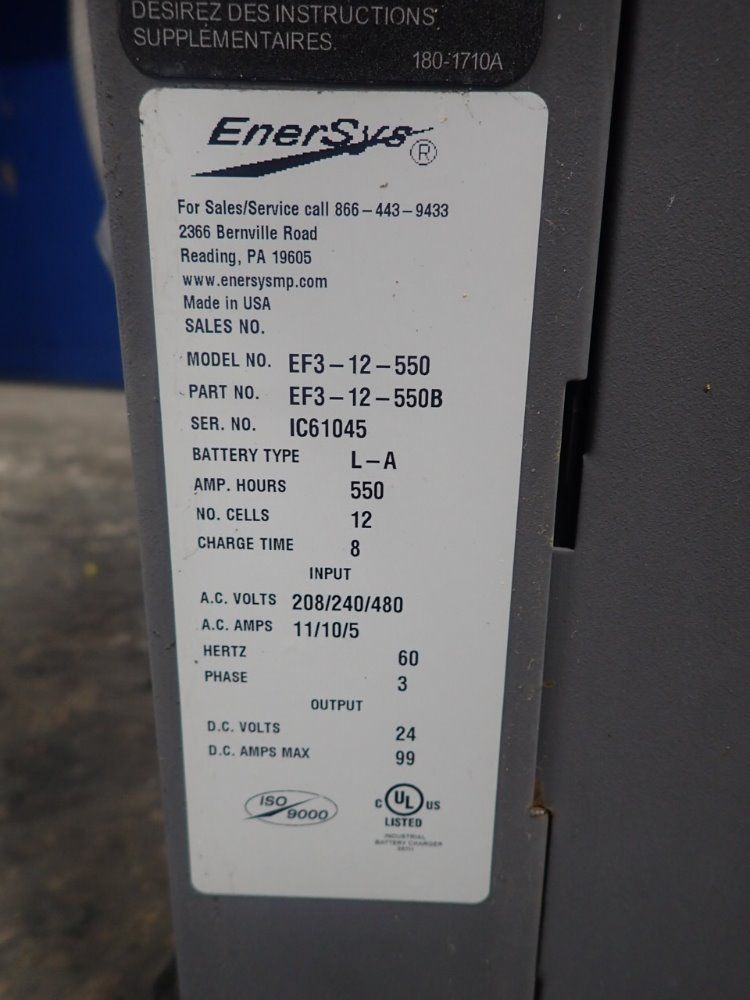 DESIREZ DES INSTRUCTIONS
SUPPLÉMENTAIRES.
180-1710A
EnerSys®
For Sales/Service call 866-443-9433
2366 Bernville Road
Reading, PA 19605
www.enersysmp.com
Made in USA
SALES NO.
MODEL NO. EF3-12-550
PART NO. EF3-12-550B
SER. NO. IC61045
BATTERY TYPE L-A
AMP. HOURS 550
NO. CELLS 12
CHARGE TIME 8
INPUT
A.C. VOLTS 208/240/480
A.C. AMPS 11/10/5
HERTZ 60
PHASE 3
OUTPUT
D.C. VOLTS 24
D.C. AMPS MAX 99
ISO 9000
C UL US
LISTED
INDUSTRIAL
BATTERY CHARGER